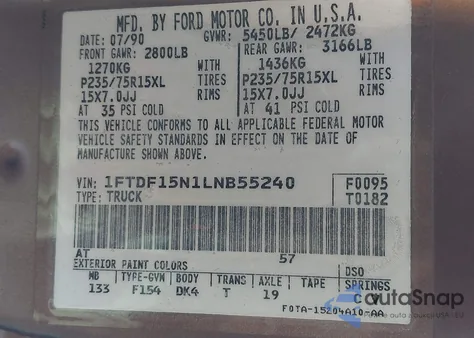 MFD. BY FORD MOTOR CO. IN U.S.A.
DATE: 07/90 GVWR: 5450LB/ 2472KG
FRONT GAWR: 2800LB REAR GAWR: 3166LB
1270KG WITH 1436KG WITH
P235/75R15XL TIRES P235/75R15XL TIRES
15X7.0JJ RIMS 15X7.0JJ RIMS
AT 35 PSI COLD AT 41 PSI COLD
THIS VEHICLE CONFORMS TO ALL APPLICABLE FEDERAL MOTOR
VEHICLE SAFETY STANDARDS IN EFFECT ON THE DATE OF
MANUFACTURE SHOWN ABOVE.
VIN: 1FTDF15N1LNB55240 F0095
TYPE: TRUCK T0182
AT 57
EXTERIOR PAINT COLORS DSO
WB TYPE-GVW BODY TRANS AXLE TAPE SPRINGS
133 F154 DK4 T 19
F0TA-15204A10-AA
autoSnap